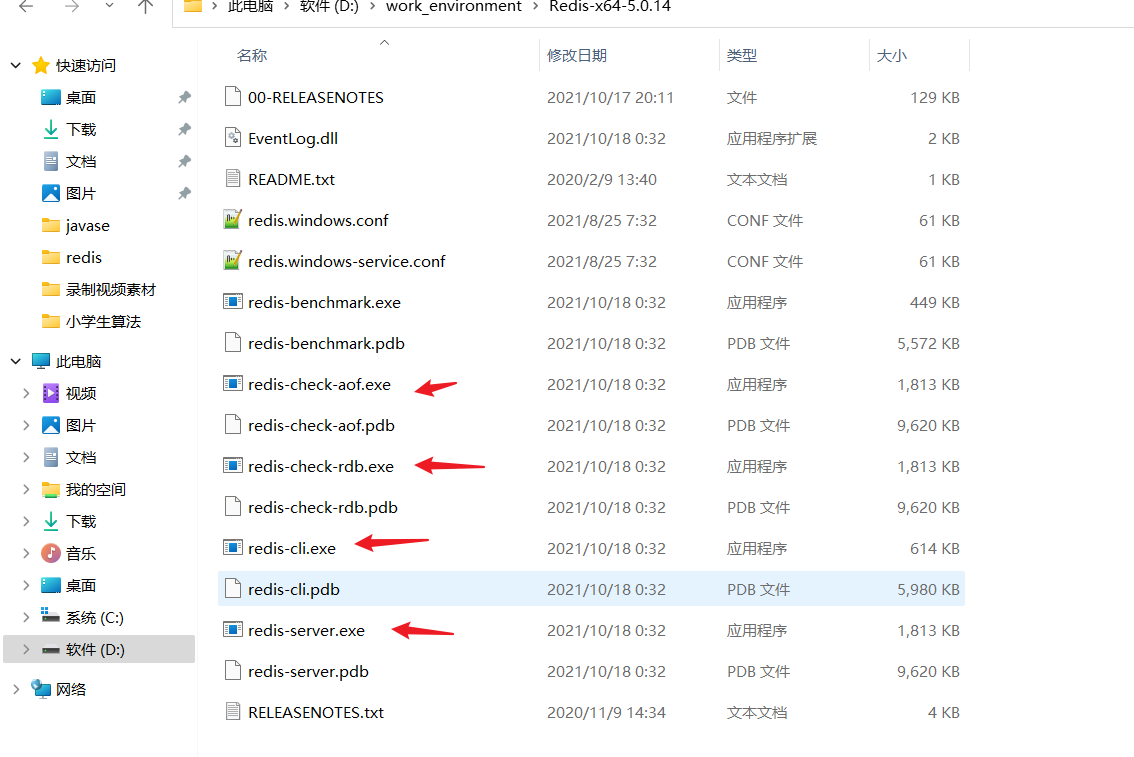 此电脑 › 软件 (D:) › work_environment › Redis-x64-5.0.14
名称 修改日期 类型 大小
快速访问
桌面
下载
文档
图片
javase
redis
录制视频素材
小学生算法
此电脑
视频
图片
文档
我的空间
下载
音乐
桌面
系统 (C:)
软件 (D:)
网络
00-RELEASENOTES 2021/10/17 20:11 文件 129 KB
EventLog.dll 2021/10/18 0:32 应用程序扩展 2 KB
README.txt 2020/2/9 13:40 文本文档 1 KB
redis.windows.conf 2021/8/25 7:32 CONF 文件 61 KB
redis.windows-service.conf 2021/8/25 7:32 CONF 文件 61 KB
redis-benchmark.exe 2021/10/18 0:32 应用程序 449 KB
redis-benchmark.pdb 2021/10/18 0:32 PDB 文件 5,572 KB
redis-check-aof.exe 2021/10/18 0:32 应用程序 1,813 KB
redis-check-aof.pdb 2021/10/18 0:32 PDB 文件 9,620 KB
redis-check-rdb.exe 2021/10/18 0:32 应用程序 1,813 KB
redis-check-rdb.pdb 2021/10/18 0:32 PDB 文件 9,620 KB
redis-cli.exe 2021/10/18 0:32 应用程序 614 KB
redis-cli.pdb 2021/10/18 0:32 PDB 文件 5,980 KB
redis-server.exe 2021/10/18 0:32 应用程序 1,813 KB
redis-server.pdb 2021/10/18 0:32 PDB 文件 9,620 KB
RELEASENOTES.txt 2020/11/9 14:34 文本文档 4 KB